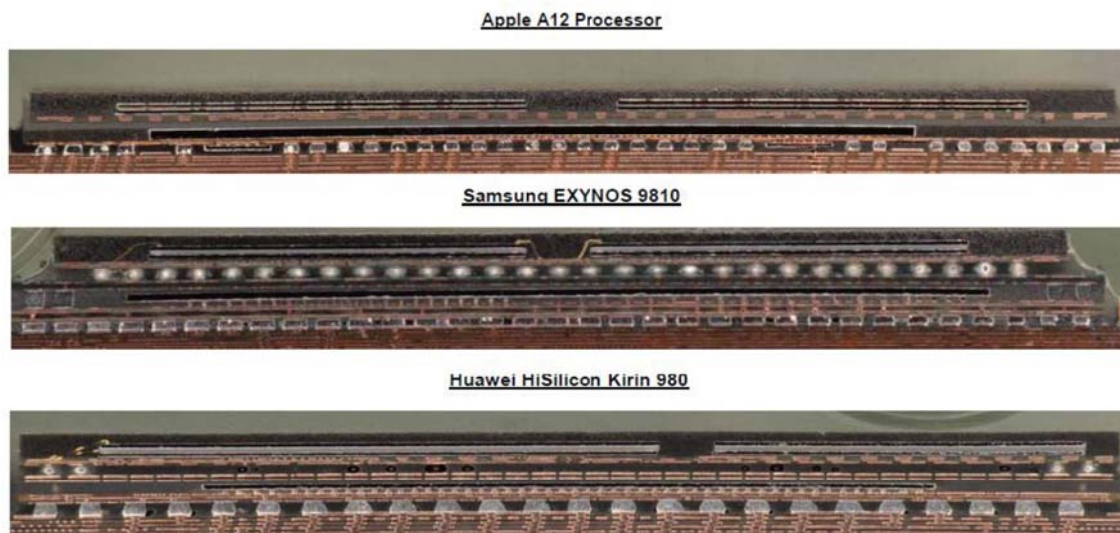 Apple A12 Processor
Samsung EXYNOS 9810
Huawei HiSilicon Kirin 980